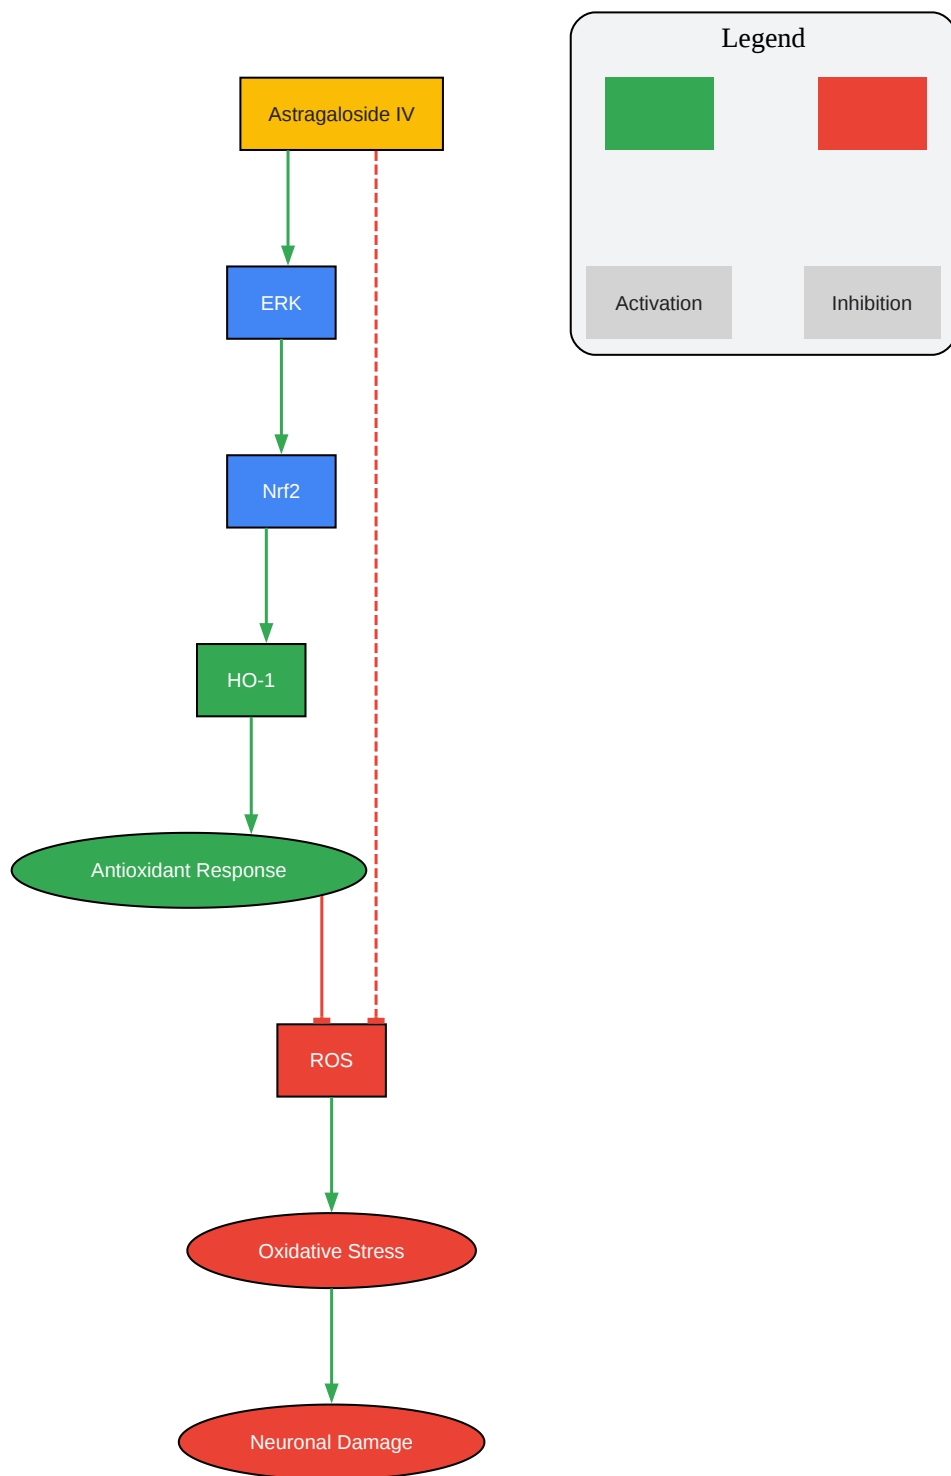 Legend
Astragaloside IV
ERK
Activation
Inhibition
Nrf2
HO-1
Antioxidant Response
ROS
Oxidative Stress
Neuronal Damage